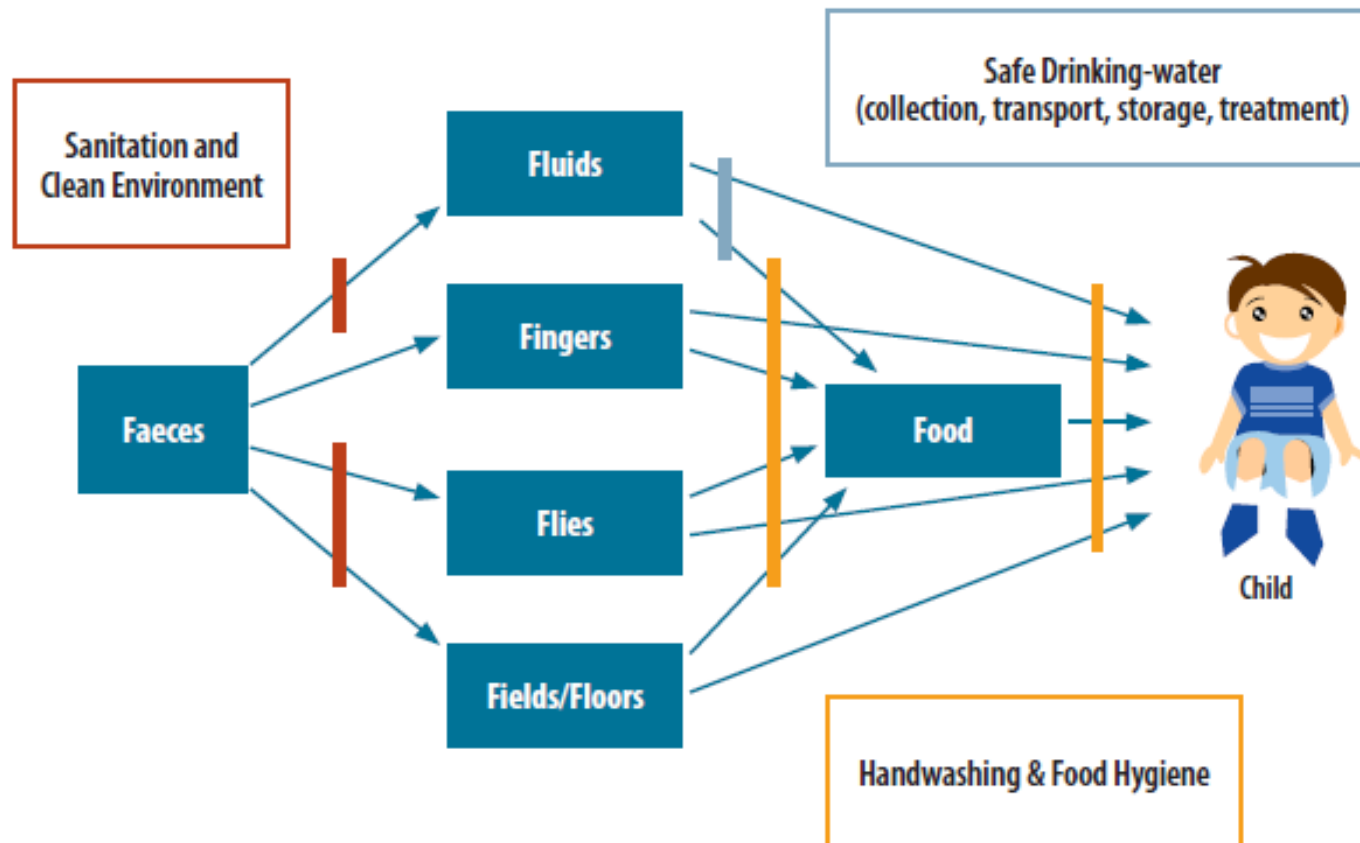 Sanitation and
Clean Environment
Safe Drinking-water
(collection, transport, storage, treatment)
Fluids
Fingers
Faeces
Food
Flies
Child
Fields/Floors
Handwashing & Food Hygiene